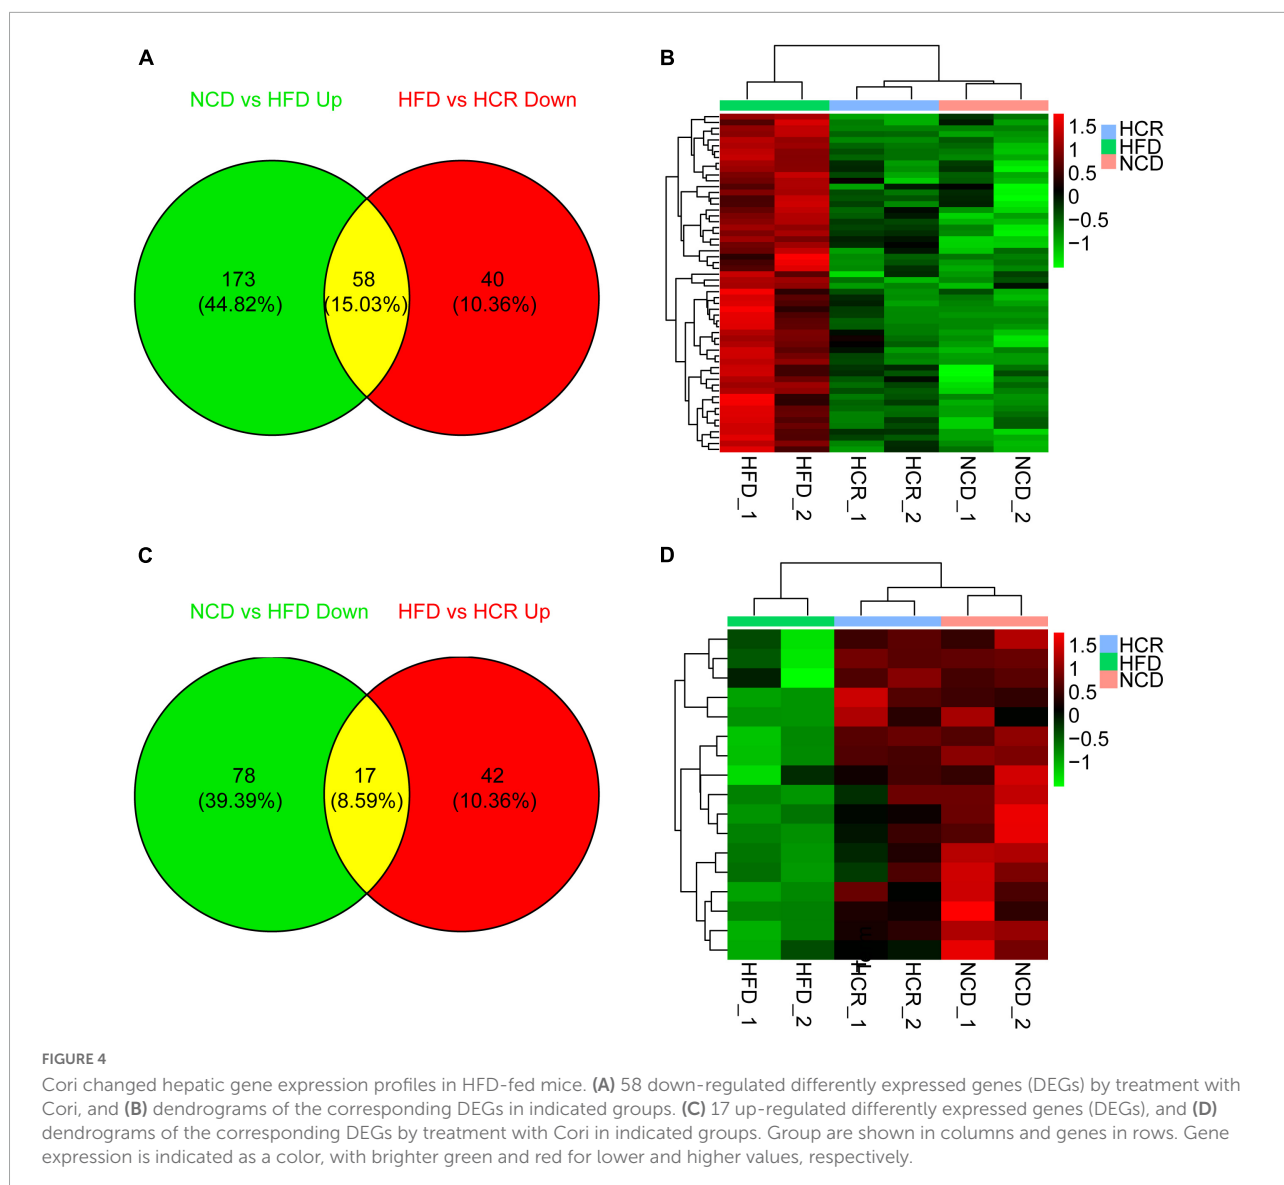 A
NCD vs HFD Up
HFD vs HCR Down
173
(44.82%)
58
(15.03%)
40
(10.36%)
B
1.5
1
0.5
0
−0.5
−1
HCR
HFD
NCD
HFD_1
HFD_2
HCR_1
HCR_2
NCD_1
NCD_2
C
NCD vs HFD Down
HFD vs HCR Up
78
(39.39%)
17
(8.59%)
42
(10.36%)
D
1.5
1
0.5
0
−0.5
−1
HCR
HFD
NCD
HFD_1
HFD_2
HCR_1
HCR_2
NCD_1
NCD_2
FIGURE 4
Cori changed hepatic gene expression profiles in HFD-fed mice. (A) 58 down-regulated differently expressed genes (DEGs) by treatment with
Cori, and (B) dendrograms of the corresponding DEGs in indicated groups. (C) 17 up-regulated differently expressed genes (DEGs), and (D)
dendrograms of the corresponding DEGs by treatment with Cori in indicated groups. Group are shown in columns and genes in rows. Gene
expression is indicated as a color, with brighter green and red for lower and higher values, respectively.